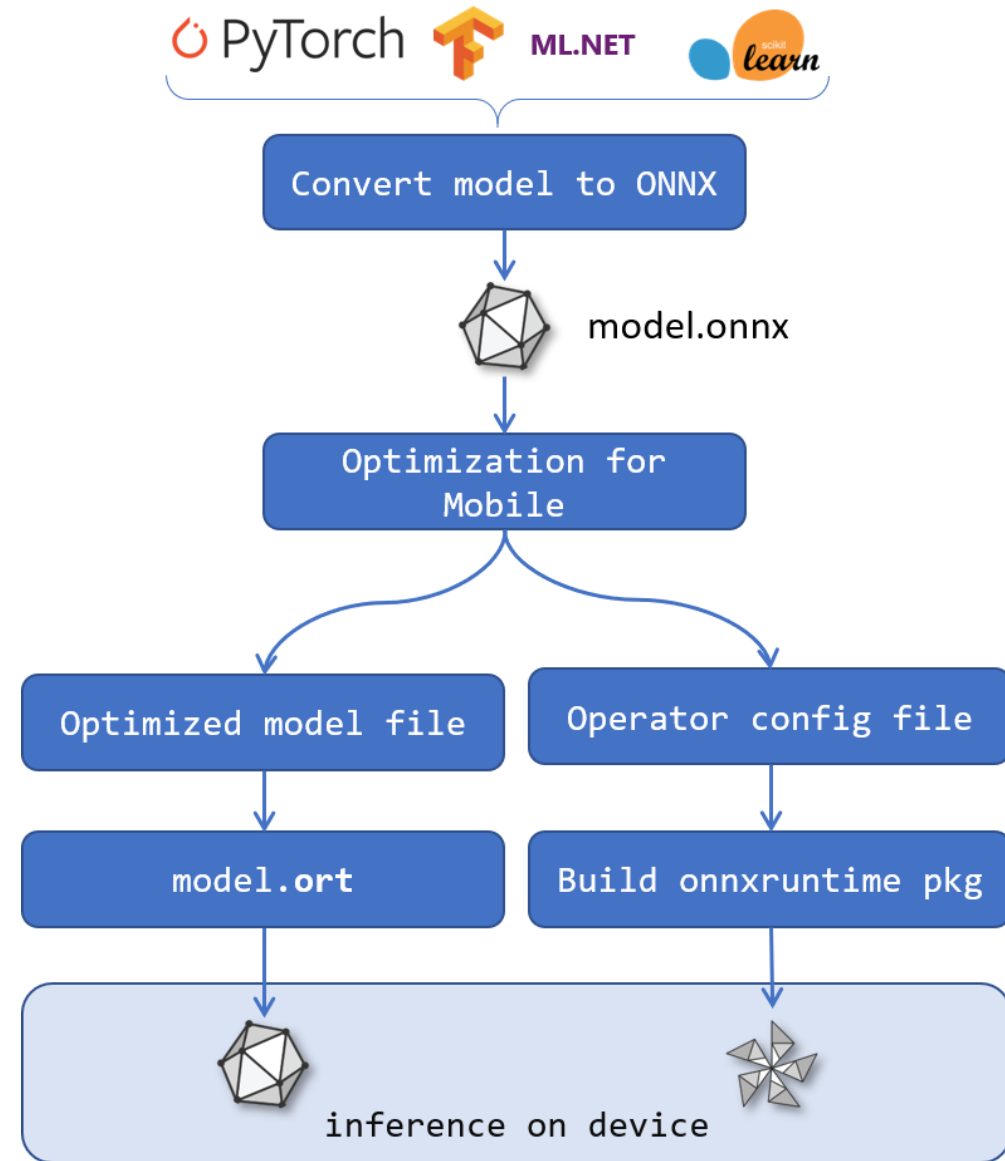 PyTorch ML.NET scikit learn
Convert model to ONNX
model.onnx
Optimization for
Mobile
Optimized model file
Operator config file
model.ort
Build onnxruntime pkg
inference on device